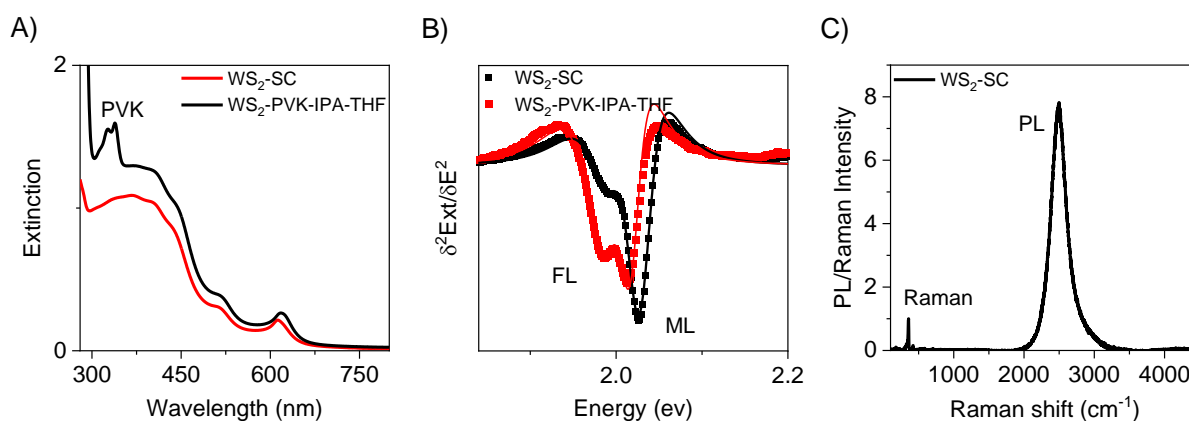 A)
2
WS₂-SC
WS₂-PVK-IPA-THF
PVK
Extinction
0
300 450 600 750
Wavelength (nm)
B)
WS₂-SC
WS₂-PVK-IPA-THF
δ²Ext/δE²
FL
ML
2.0 2.2
Energy (ev)
C)
WS₂-SC
PL
Raman
PL/Raman Intensity
8
6
4
2
0
1000 2000 3000 4000
Raman shift (cm⁻¹)